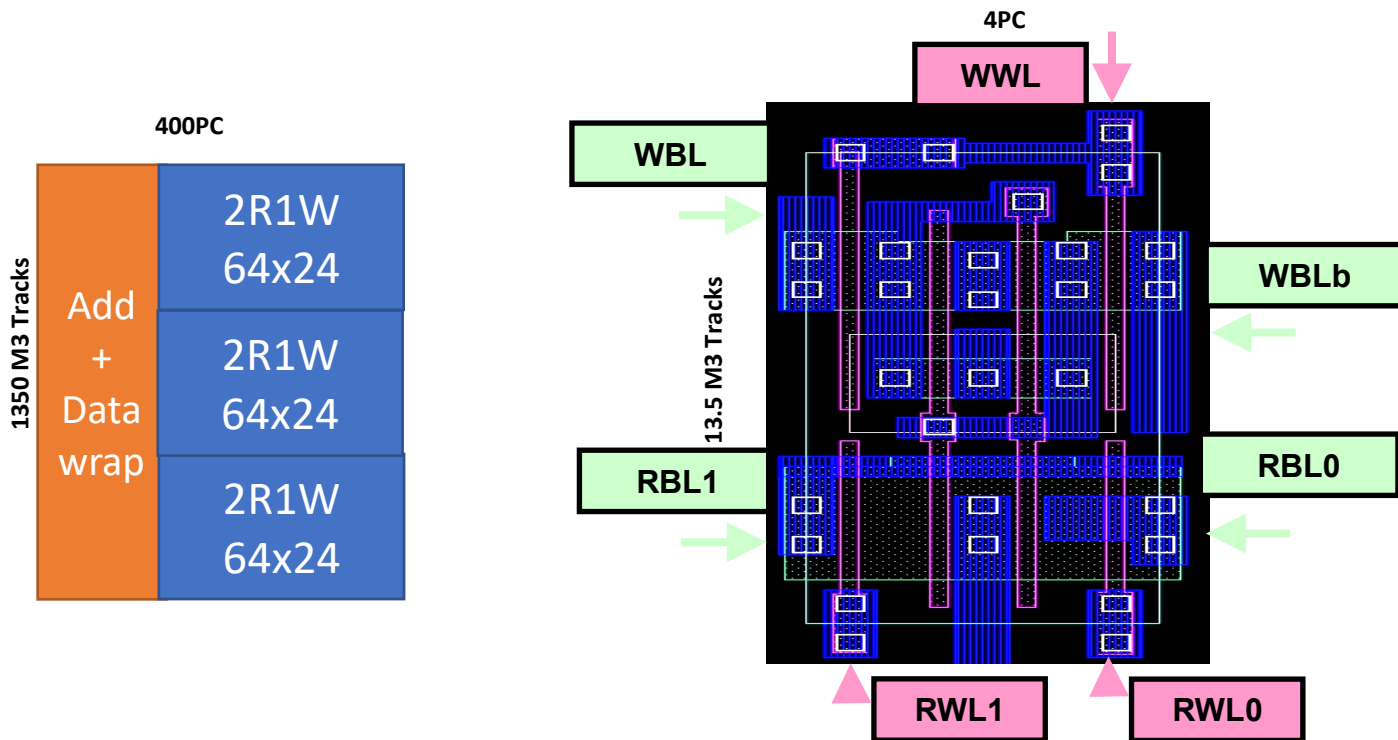 400PC
1350 M3 Tracks
Add
+
Data
wrap
2R1W
64x24
2R1W
64x24
2R1W
64x24
4PC
WWL
WBL
13.5 M3 Tracks
WBLb
RBL1
RBL0
RWL1
RWL0